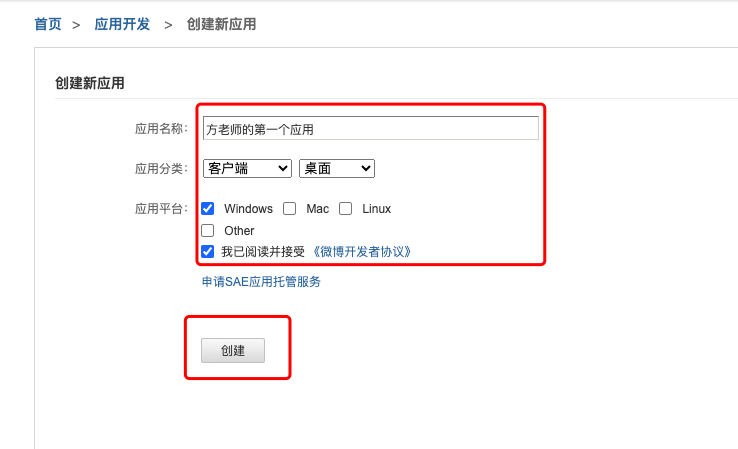 首页 > 应用开发 > 创建新应用
创建新应用
应用名称： 方老师的第一个应用
应用分类： 客户端 桌面
应用平台： Windows Mac Linux
Other
我已阅读并接受 《微博开发者协议》
申请SAE应用托管服务
创建